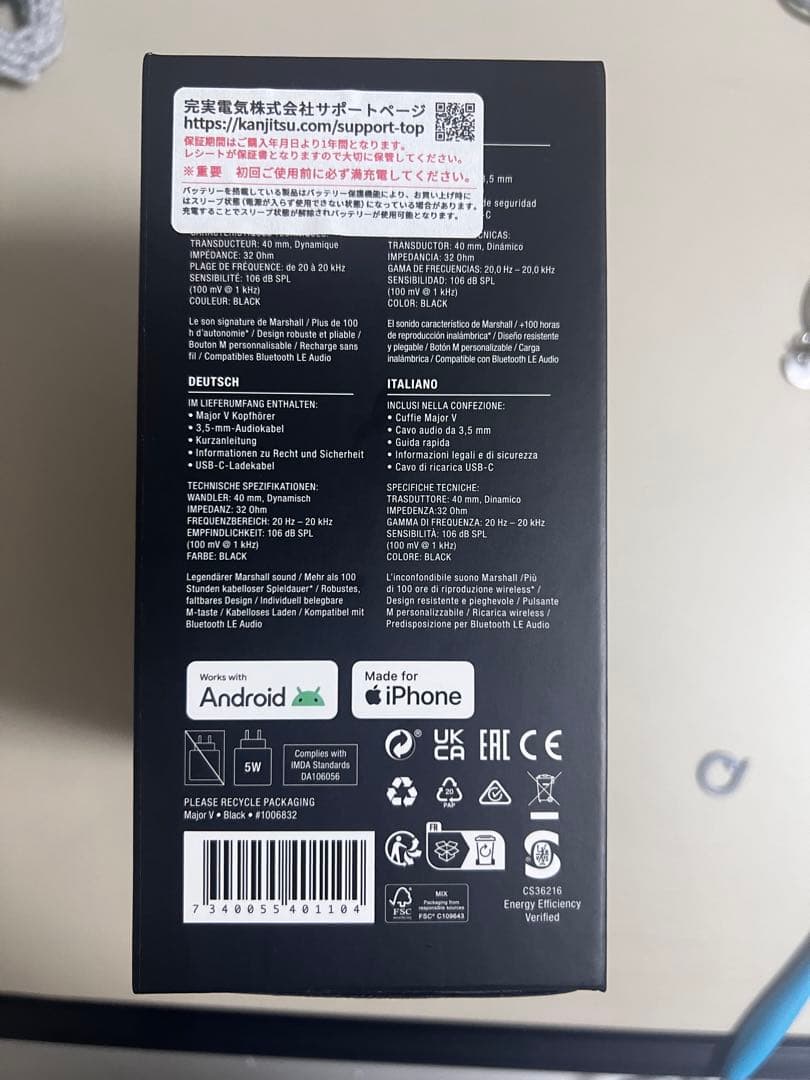 完実電気株式会社サポートページ
https://kanjitsu.com/support-top
保証期間はご購入年月日より1年間となります。
レシートが保証書となりますので大切に保管してください。
※重要 初回ご使用前に必ず満充電してください。
バッテリーを搭載している製品はバッテリー保護機能により、お買い上げ時に
はスリープ状態(電源が入らず使用できない状態)になっている場合があります。
充電することでスリープ状態が解除されバッテリーが使用可能となります。
,5 mm
de seguridad
-C
TRANSDUCTEUR: 40 mm, Dynamique
IMPÉDANCE: 32 Ohm
PLAGE DE FRÉQUENCE: de 20 à 20 kHz
SENSIBILITÉ: 106 dB SPL
(100 mV @ 1 kHz)
COULEUR: BLACK
Le son signature de Marshall / Plus de 100
h d'autonomie* / Design robuste et pliable /
Bouton M personnalisable / Recharge sans
fil / Compatibles Bluetooth LE Audio
CNICAS:
TRANSDUCTOR: 40 mm, Dinámico
IMPEDANCIA: 32 Ohm
GAMA DE FRECUENCIAS: 20,0 Hz – 20,0 kHz
SENSIBILIDAD: 106 dB SPL
(100 mV @ 1 kHz)
COLOR: BLACK
El sonido característico de Marshall / +100 horas
de reproducción inalámbrica* / Diseño resistente
y plegable / Botón M personalizable / Carga
inalámbrica / Compatible con Bluetooth LE Audio
DEUTSCH
IM LIEFERUMFANG ENTHALTEN:
• Major V Kopfhörer
• 3,5-mm-Audiokabel
• Kurzanleitung
• Informationen zu Recht und Sicherheit
• USB-C-Ladekabel
TECHNISCHE SPEZIFIKATIONEN:
WANDLER: 40 mm, Dynamisch
IMPEDANZ: 32 Ohm
FREQUENZBEREICH: 20 Hz – 20 kHz
EMPFINDLICHKEIT: 106 dB SPL
(100 mV @ 1 kHz)
FARBE: BLACK
Legendärer Marshall sound / Mehr als 100
Stunden kabelloser Spieldauer* / Robustes,
faltbares Design / Individuell belegbare
M-taste / Kabelloses Laden / Kompatibel mit
Bluetooth LE Audio
ITALIANO
INCLUSI NELLA CONFEZIONE:
• Cuffie Major V
• Cavo audio da 3,5 mm
• Guida rapida
• Informazioni legali e di sicurezza
• Cavo di ricarica USB-C
SPECIFICHE TECNICHE:
TRASDUTTORE: 40 mm, Dinamico
IMPEDENZA:32 Ohm
GAMMA DI FREQUENZA: 20 Hz – 20 kHz
SENSIBILITÀ: 106 dB SPL
(100 mV @ 1 kHz)
COLORE: BLACK
L'inconfondibile suono Marshall /Più
di 100 ore di riproduzione wireless* /
Design resistente e pieghevole / Pulsante
M personalizzabile / Ricarica wireless /
Predisposizione per Bluetooth LE Audio
Works with
Android
Made for
iPhone
5W
Complies with
IMDA Standards
DA106056
UK
CA
EAC CE
20
PAP
PLEASE RECYCLE PACKAGING
Major V • Black • #1006832
7 340055 401104
FR
FSC
MIX
Packaging from
responsible sources
FSC® C109643
CS36216
Energy Efficiency
Verified